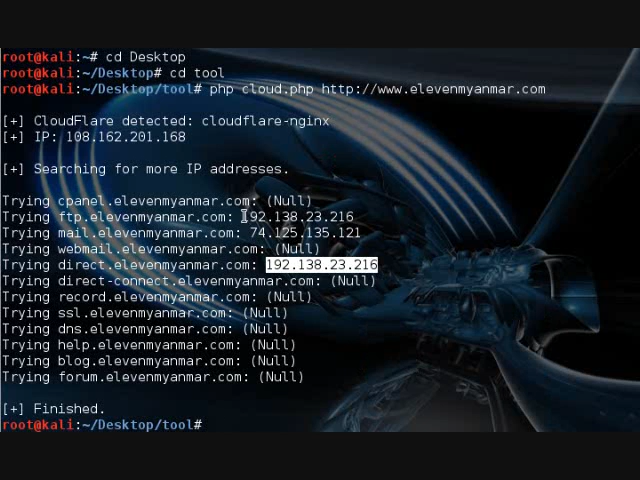 root@kali:~# cd Desktop
root@kali:~/Desktop# cd tool
root@kali:~/Desktop/tool# php cloud.php http://www.elevenmyanmar.com
[+] CloudFlare detected: cloudflare-nginx
[+] IP: 108.162.201.168
[+] Searching for more IP addresses.
Trying cpanel.elevenmyanmar.com: (Null)
Trying ftp.elevenmyanmar.com: 192.138.23.216
Trying mail.elevenmyanmar.com: 74.125.135.121
Trying webmail.elevenmyanmar.com: (Null)
Trying direct.elevenmyanmar.com: 192.138.23.216
Trying direct-connect.elevenmyanmar.com: (Null)
Trying record.elevenmyanmar.com: (Null)
Trying ssl.elevenmyanmar.com: (Null)
Trying dns.elevenmyanmar.com: (Null)
Trying help.elevenmyanmar.com: (Null)
Trying blog.elevenmyanmar.com: (Null)
Trying forum.elevenmyanmar.com: (Null)
[+] Finished.
root@kali:~/Desktop/tool#